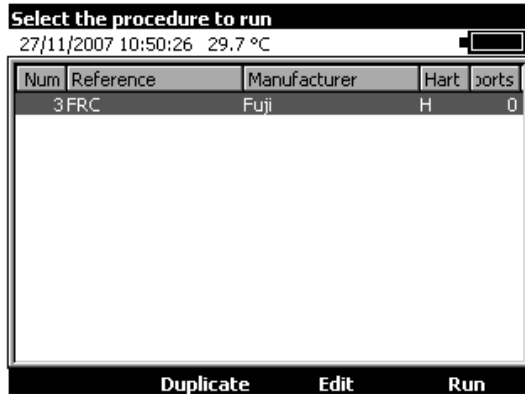 Select the procedure to run
27/11/2007 10:50:26 29.7 °C
Num Reference Manufacturer Hart ports
3 FRC Fuji H 0
Duplicate Edit Run